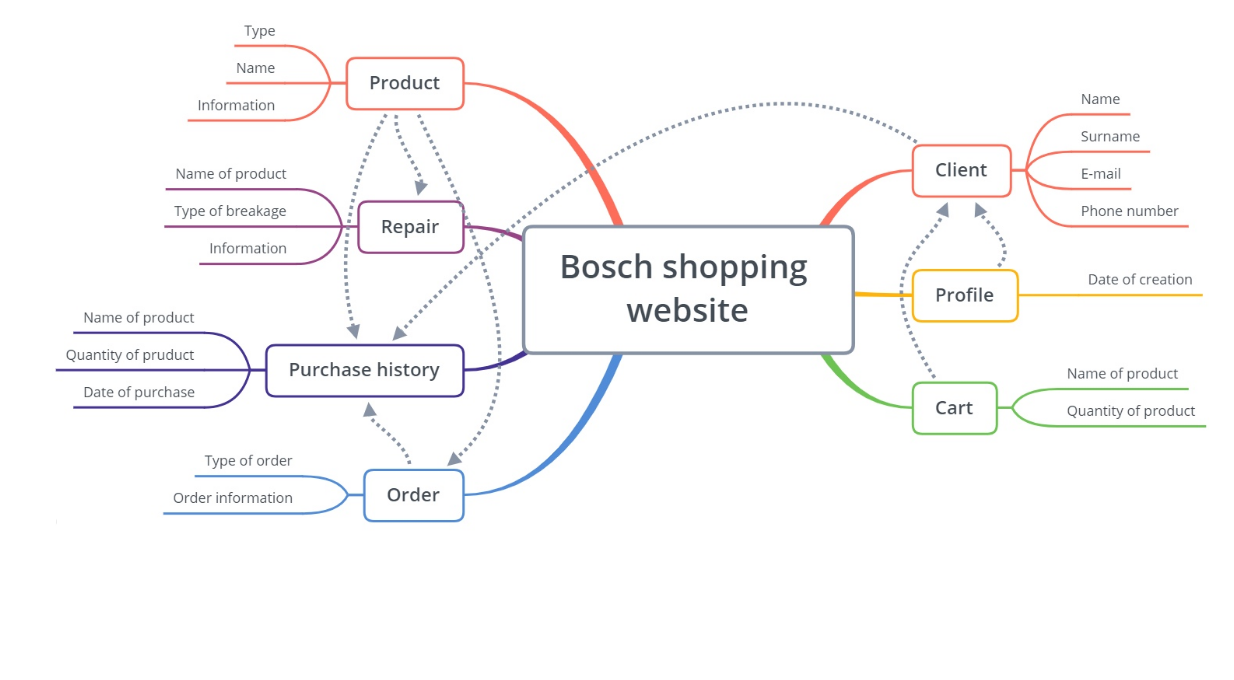 Type
Name
Information
Product
Name of product
Type of breakage
Information
Repair
Name of product
Quantity of pruduct
Date of purchase
Purchase history
Type of order
Order information
Order
Bosch shopping
website
Client
Name
Surname
E-mail
Phone number
Profile
Date of creation
Cart
Name of product
Quantity of product